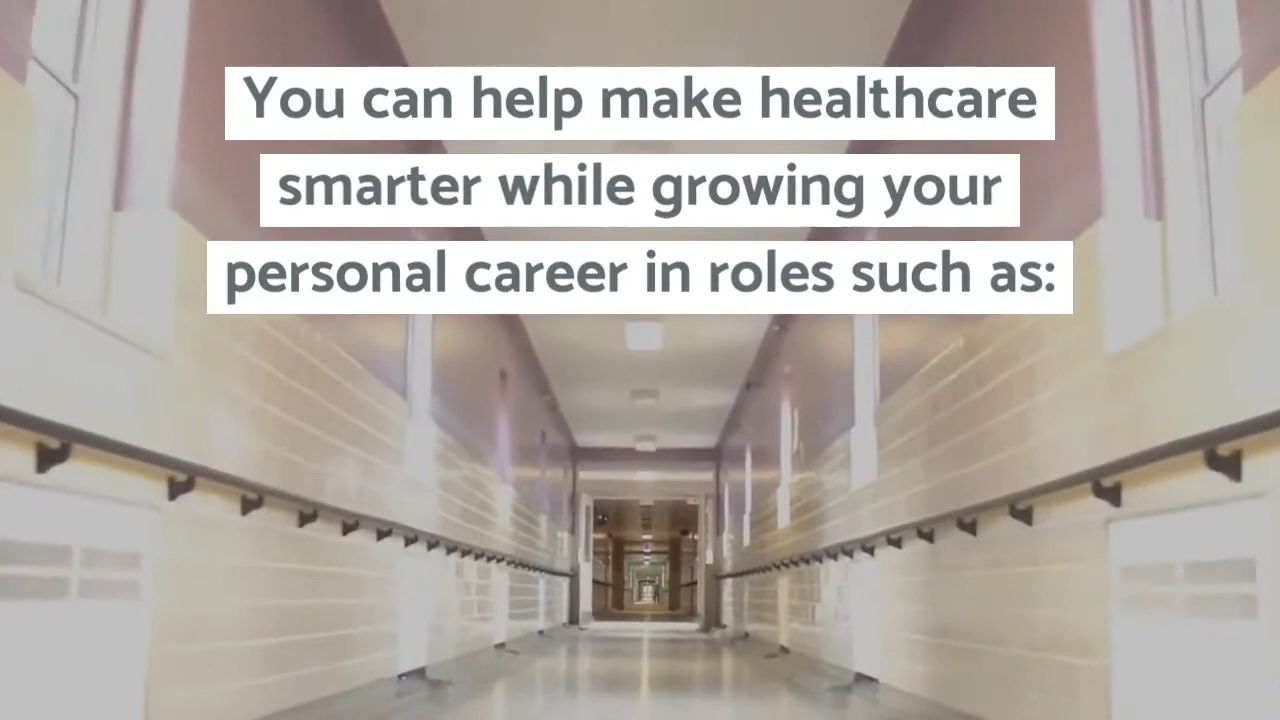 You can help make healthcare
smarter while growing your
personal career in roles such as: